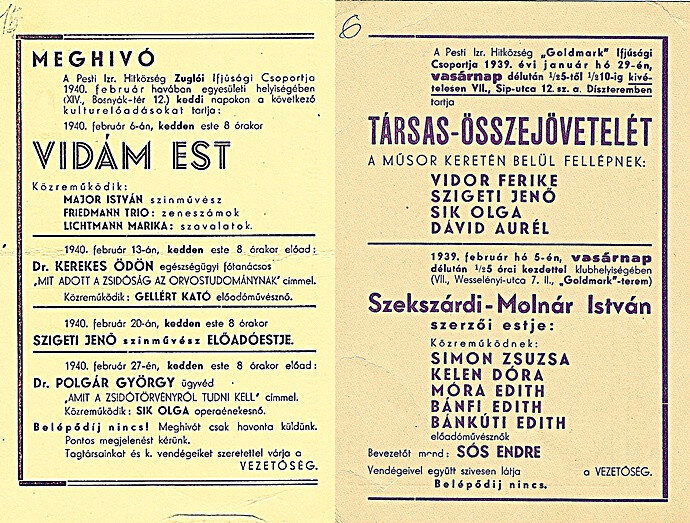 15
MEGHIVÓ
A Pesti Izr. Hitközség Zuglói Ifjúsági Csoportja
1940. február havában egyesületi helyiségében
(XIV., Bosnyák-tér 12.) keddi napokon a következő
kulturelőadásokat tartja:
1940. február 6-án, kedden este 8 órakor
VIDÁM EST
Közreműködik:
MAJOR ISTVÁN szinművész
FRIEDMANN TRIO: zeneszámok
LICHTMANN MARIKA: szavalatok.
1940. február 13-án, kedden este 8 órakor előad:
Dr. KEREKES ÖDÖN egészségügyi főtanácsos
„MIT ADOTT A ZSIDÓSÁG AZ ORVOSTUDOMÁNYNAK" címmel.
Közreműködik: GELLÉRT KATÓ előadóművésznő.
1940. február 20-án, kedden este 8 órakor
SZIGETI JENŐ szinművész ELŐADÓESTJE.
1940. február 27-én, kedden este 8 órakor előad:
Dr. POLGÁR GYÖRGY ügyvéd
„AMIT A ZSIDÓTÖRVÉNYRŐL TUDNI KELL" címmel.
Közreműködik: SIK OLGA operaénekesnő.
Belépődíj nincs! Meghívót csak havonta küldünk.
Pontos megjelenést kérünk.
Tagtársainkat és k. vendégeiket szeretettel várja a
VEZETŐSÉG.
6
A Pesti Izr. Hitközség „Goldmark" Ifjúsági
Csoportja 1939. évi január hó 29-én,
vasárnap délután ½5-től ½10-ig kivé-
telesen VII., Sip-utca 12. sz. a. Díszteremben
tartja
TÁRSAS-ÖSSZEJÖVETELÉT
A MŰSOR KERETÉN BELÜL FELLÉPNEK:
VIDOR FERIKE
SZIGETI JENŐ
SIK OLGA
DÁVID AURÉL
1939. február hó 5-én, vasárnap
délután ½5 órai kezdettel klubhelyiségében
(VII., Wesselényi-utca 7. II., „Goldmark"-terem)
Szekszárdi-Molnár István
szerzői estje:
Közreműködnek:
SIMON ZSUZSA
KELEN DÓRA
MÓRA EDITH
BÁNFI EDITH
BÁNKÚTI EDITH
előadóművésznők
Bevezetőt mond: SÓS ENDRE
Vendégeivel együtt szivesen látja a VEZETŐSÉG.
Belépődíj nincs.